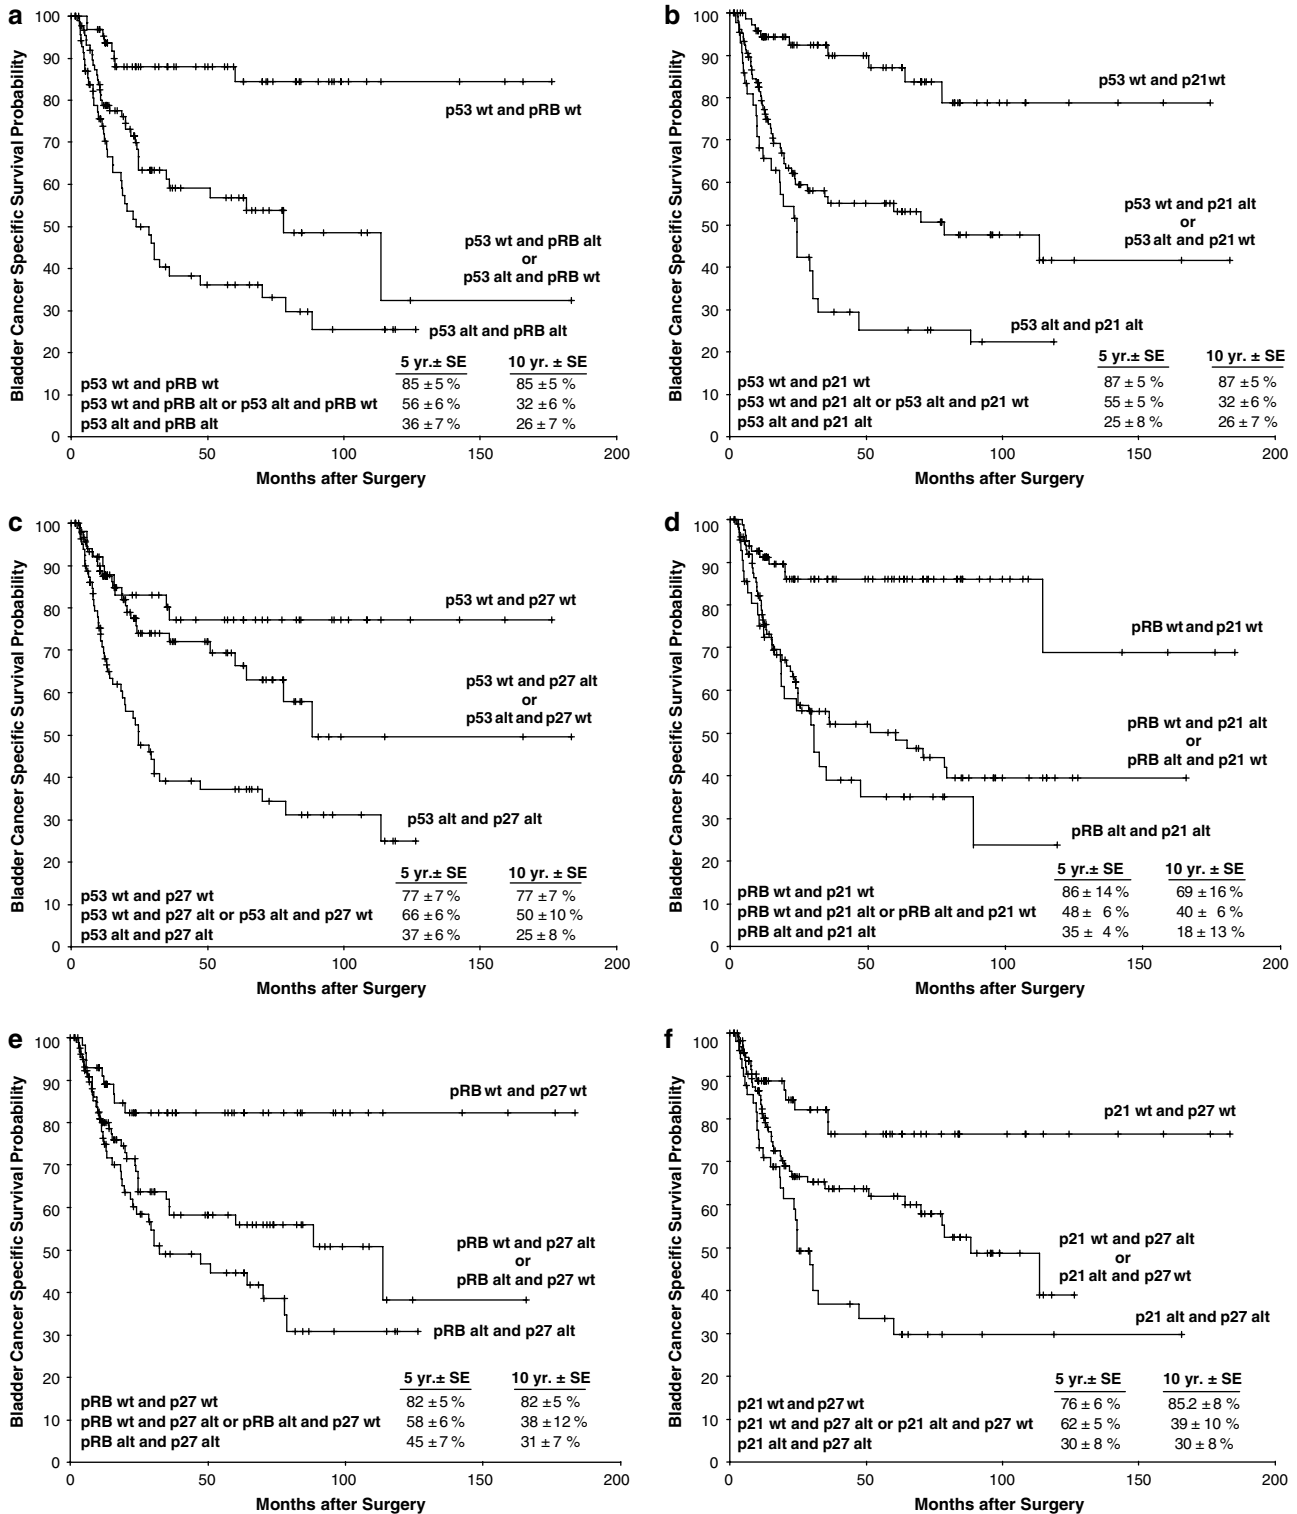 a
Bladder Cancer Specific Survival Probability
100
90
80
70
60
50
40
30
20
10
0
p53 wt and pRB wt
p53 wt and pRB alt
or
p53 alt and pRB wt
p53 alt and pRB alt
5 yr.± SE 10 yr. ± SE
p53 wt and pRB wt 85 ±5 % 85 ±5 %
p53 wt and pRB alt or p53 alt and pRB wt 56 ±6 % 32 ±6 %
p53 alt and pRB alt 36 ±7 % 26 ±7 %
0 50 100 150 200
Months after Surgery
b
Bladder Cancer Specific Survival Probability
100
90
80
70
60
50
40
30
20
10
0
p53 wt and p21 wt
p53 wt and p21 alt
or
p53 alt and p21 wt
p53 alt and p21 alt
5 yr.± SE 10 yr. ± SE
p53 wt and p21 wt 87 ±5 % 87 ±5 %
p53 wt and p21 alt or p53 alt and p21 wt 55 ±5 % 32 ±6 %
p53 alt and p21 alt 25 ±8 % 26 ±7 %
0 50 100 150 200
Months after Surgery
c
Bladder Cancer Specific Survival Probability
100
90
80
70
60
50
40
30
20
10
0
p53 wt and p27 wt
p53 wt and p27 alt
or
p53 alt and p27 wt
p53 alt and p27 alt
5 yr.± SE 10 yr. ± SE
p53 wt and p27 wt 77 ±7 % 77 ±7 %
p53 wt and p27 alt or p53 alt and p27 wt 66 ±6 % 50 ±10 %
p53 alt and p27 alt 37 ±6 % 25 ±8 %
0 50 100 150 200
Months after Surgery
d
Bladder Cancer Specific Survival Probability
100
90
80
70
60
50
40
30
20
10
0
pRB wt and p21 wt
pRB wt and p21 alt
or
pRB alt and p21 wt
pRB alt and p21 alt
5 yr.± SE 10 yr. ± SE
pRB wt and p21 wt 86 ± 14 % 69 ±16 %
pRB wt and p21 alt or pRB alt and p21 wt 48 ± 6 % 40 ± 6 %
pRB alt and p21 alt 35 ± 4 % 18 ±13 %
0 50 100 150 200
Months after Surgery
e
Bladder Cancer Specific Survival Probability
100
90
80
70
60
50
40
30
20
10
0
pRB wt and p27 wt
pRB wt and p27 alt
or
pRB alt and p27 wt
pRB alt and p27 alt
5 yr.± SE 10 yr. ± SE
pRB wt and p27 wt 82 ±5 % 82 ±5 %
pRB wt and p27 alt or pRB alt and p27 wt 58 ±6 % 38 ±12 %
pRB alt and p27 alt 45 ±7 % 31 ±7 %
0 50 100 150 200
Months after Surgery
f
Bladder Cancer Specific Survival Probability
100
90
80
70
60
50
40
30
20
10
0
p21 wt and p27 wt
p21 wt and p27 alt
or
p21 alt and p27 wt
p21 alt and p27 alt
5 yr.± SE 10 yr. ± SE
p21 wt and p27 wt 76 ±6 % 85.2 ±8 %
p21 wt and p27 alt or p21 alt and p27 wt 62 ±5 % 39 ±10 %
p21 alt and p27 alt 30 ±8 % 30 ±8 %
0 50 100 150 200
Months after Surgery